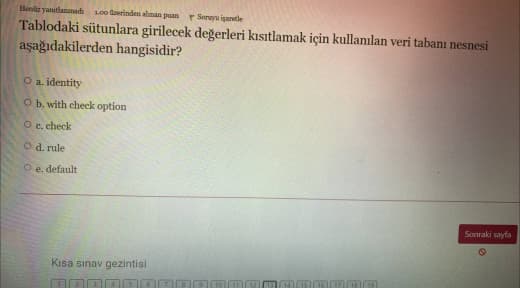 Henüz yanıtlanmadı 1,00 üzerinden alınan puan Soruyu işaretle
Tablodaki sütunlara girilecek değerleri kısıtlamak için kullanılan veri tabanı nesnesi
aşağıdakilerden hangisidir?
a. identity
b. with check option
c. check
d. rule
e. default
Sonraki sayfa
Kısa sınav gezintisi